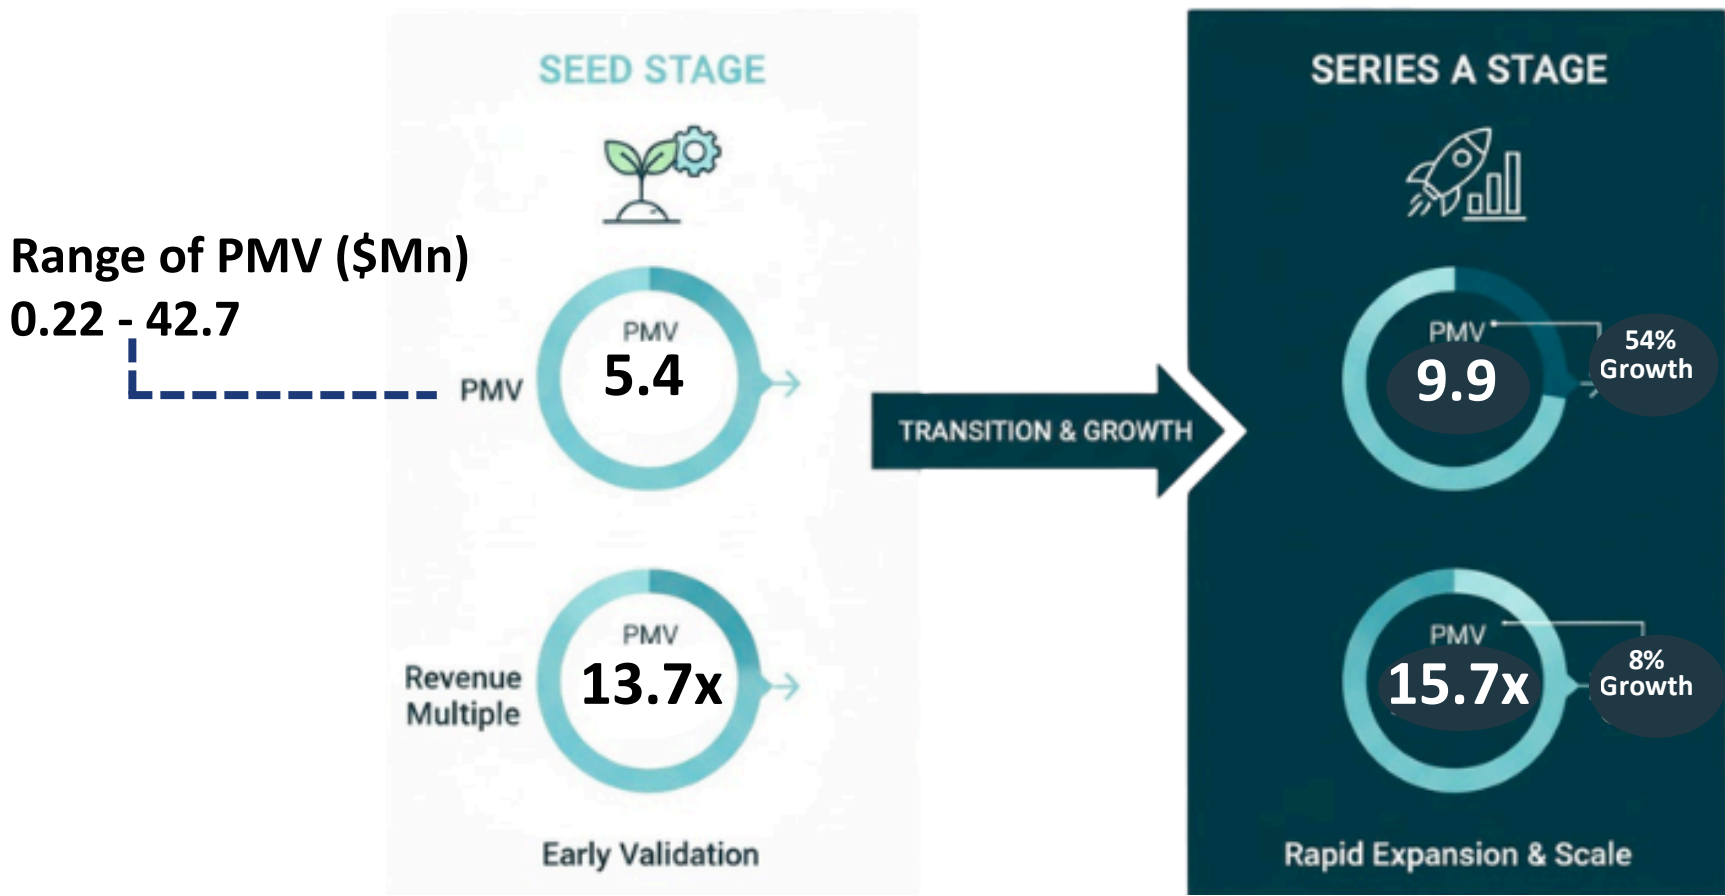 SEED STAGE
Range of PMV ($Mn)
0.22 - 42.7
PMV
PMV
5.4
Revenue
Multiple
PMV
13.7x
Early Validation
TRANSITION & GROWTH
SERIES A STAGE
PMV
9.9
54%
Growth
PMV
15.7x
8%
Growth
Rapid Expansion & Scale